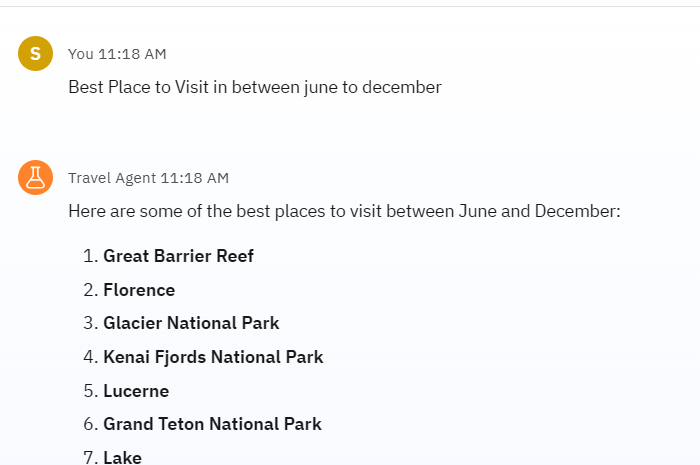 S
You 11:18 AM
Best Place to Visit in between june to december
Travel Agent 11:18 AM
Here are some of the best places to visit between June and December:
1. Great Barrier Reef
2. Florence
3. Glacier National Park
4. Kenai Fjords National Park
5. Lucerne
6. Grand Teton National Park
7. Lake